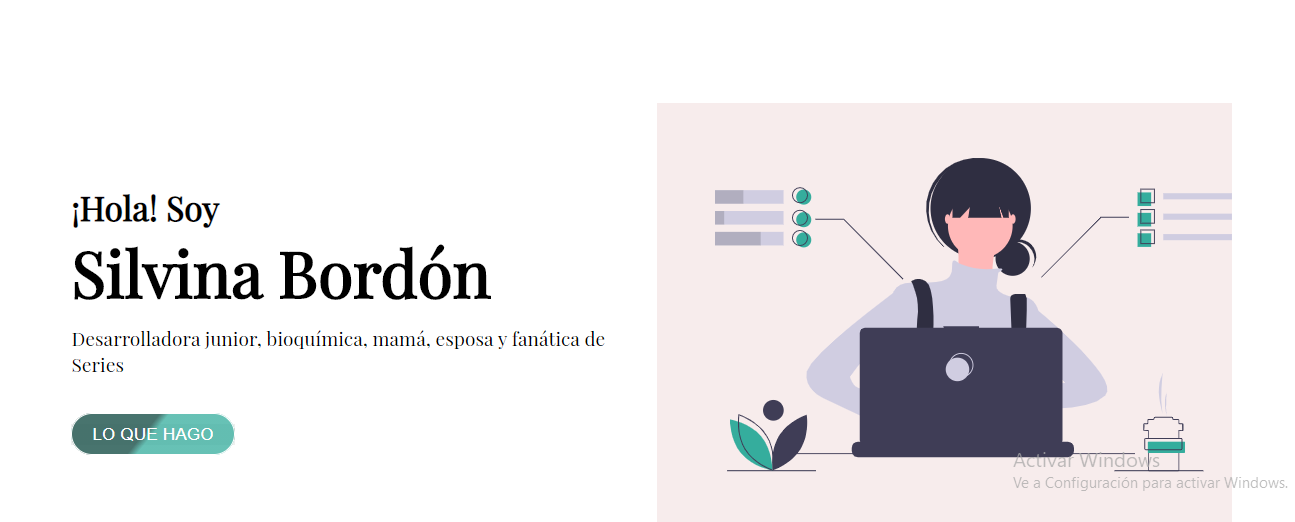 ¡Hola! Soy
Silvina Bordón
Desarrolladora junior, bioquímica, mamá, esposa y fanática de
Series
LO QUE HAGO
Activar Windows
Ve a Configuración para activar Windows.